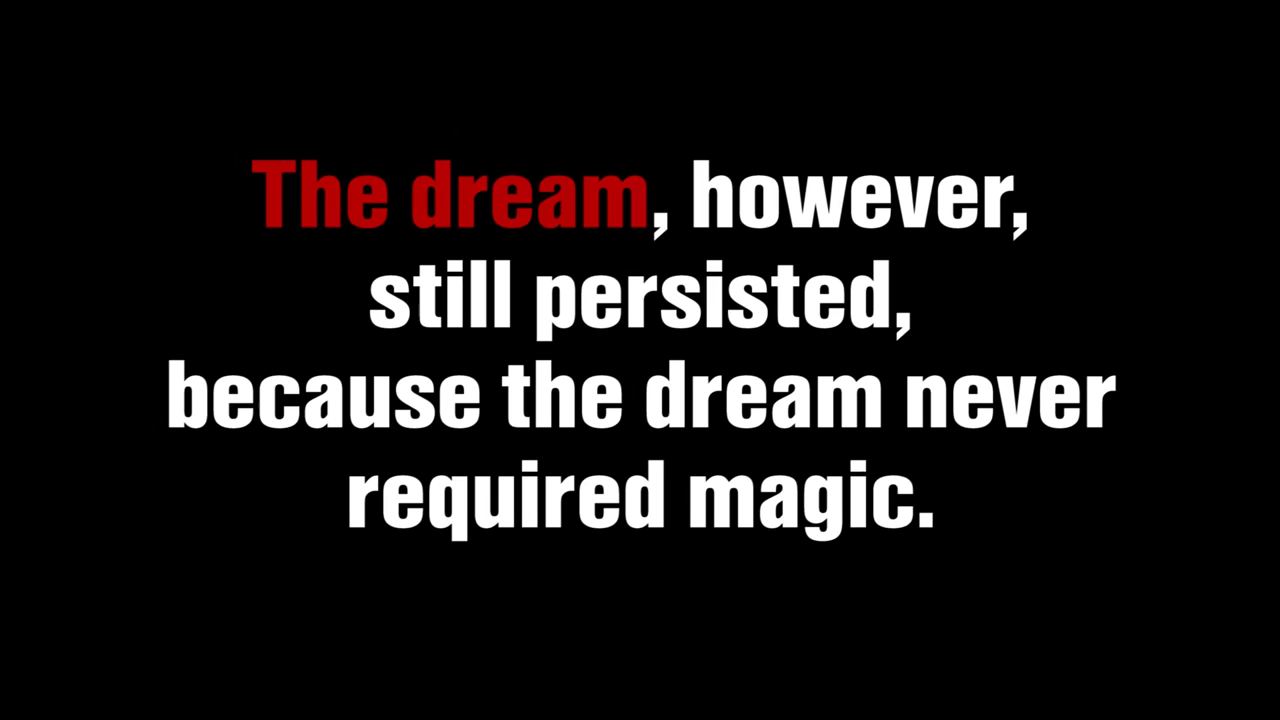 The dream, however,
still persisted,
because the dream never
required magic.